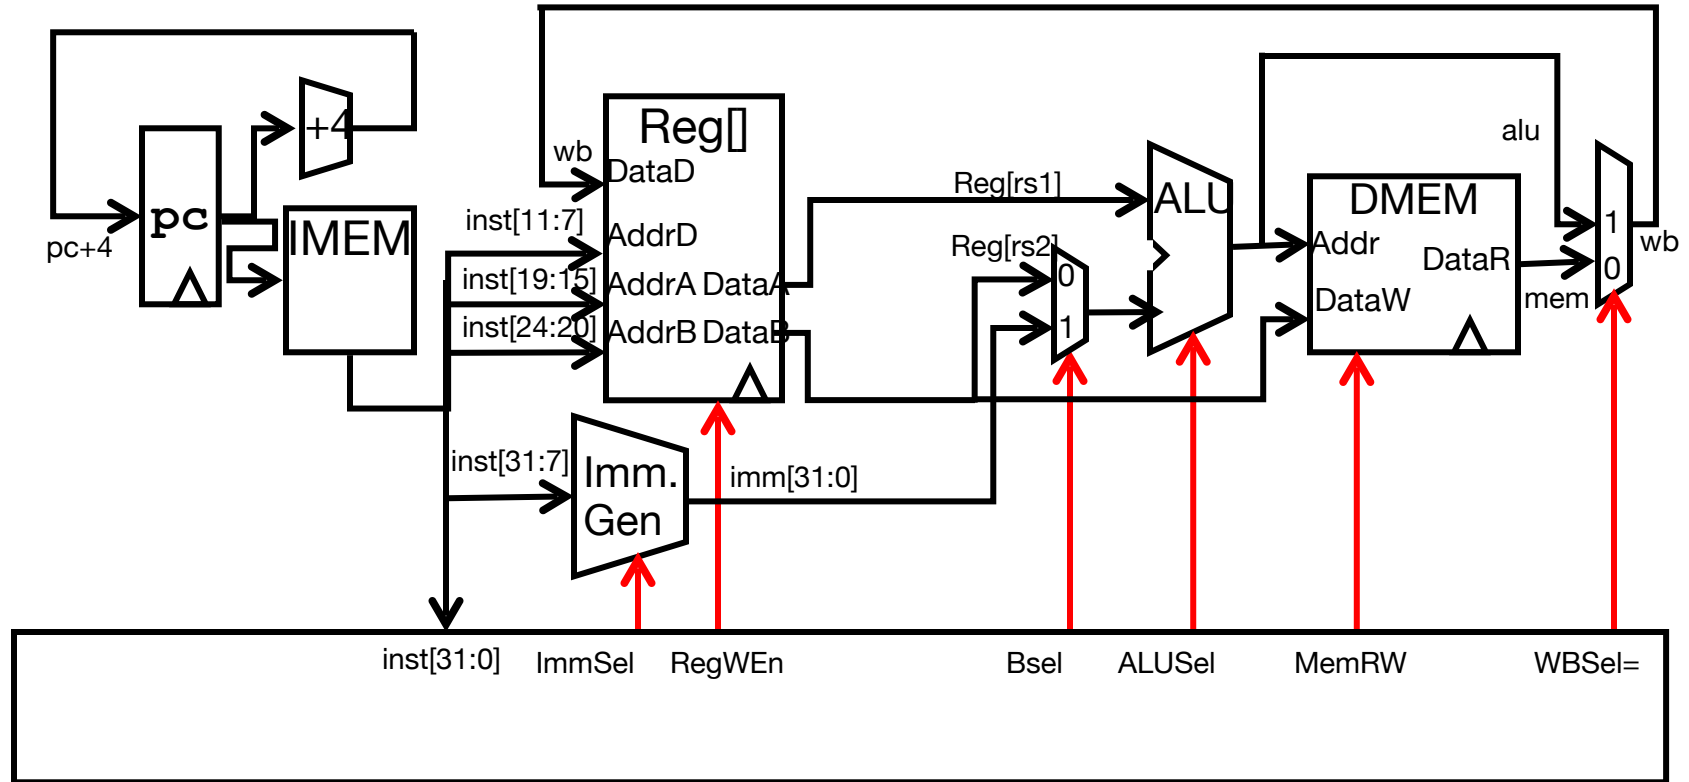 wb
Reg[]
DataD
+4
pc
pc+4
IMEM
inst[11:7]
AddrD
inst[19:15]
AddrA DataA
inst[24:20]
AddrB DataB
Reg[rs1]
Reg[rs2]
0
1
ALU
alu
DMEM
Addr
DataR
DataW
mem
1
0
wb
inst[31:7]
Imm.
Gen
imm[31:0]
inst[31:0]
ImmSel
RegWEn
Bsel
ALUSel
MemRW
WBSel=